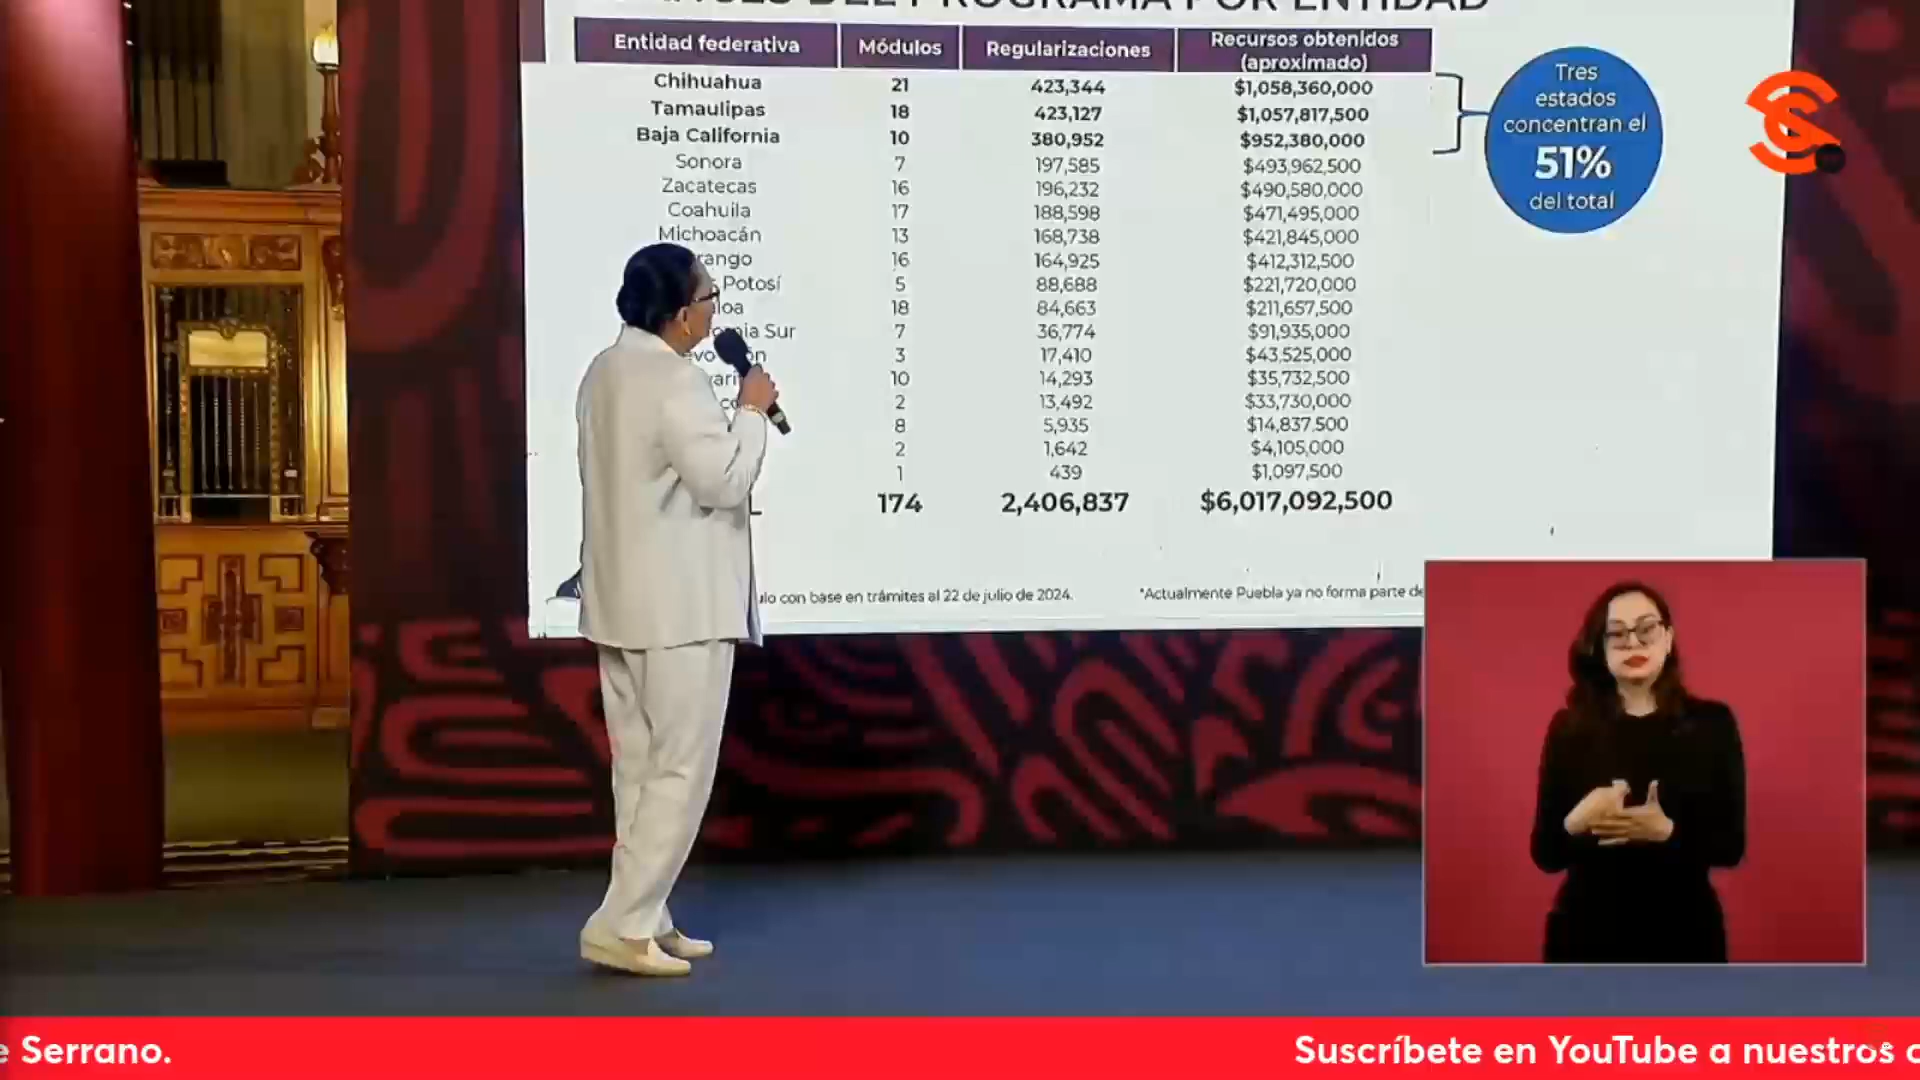 PROGRAMA POR ENTIDAD
Entidad federativa Módulos Regularizaciones Recursos obtenidos (aproximado)
Chihuahua 21 423,344 $1,058,360,000
Tamaulipas 18 423,127 $1,057,817,500
Baja California 10 380,952 $952,380,000
Sonora 7 197,585 $493,962,500
Zacatecas 16 196,232 $490,580,000
Coahuila 17 188,598 $471,495,000
Michoacán 13 168,738 $421,845,000
rango 16 164,925 $412,312,500
Potosí 5 88,688 $221,720,000
loa 18 84,663 $211,657,500
Sur 7 36,774 $91,935,000
3 17,410 $43,525,000
10 14,293 $35,732,500
2 13,492 $33,730,000
8 5,935 $14,837,500
2 1,642 $4,105,000
1 439 $1,097,500
174 2,406,837 $6,017,092,500
Tres
estados
concentran el
51%
del total
con base en trámites al 22 de julio de 2024.
*Actualmente Puebla ya no forma parte de
e Serrano.
Suscríbete en YouTube a nuestros